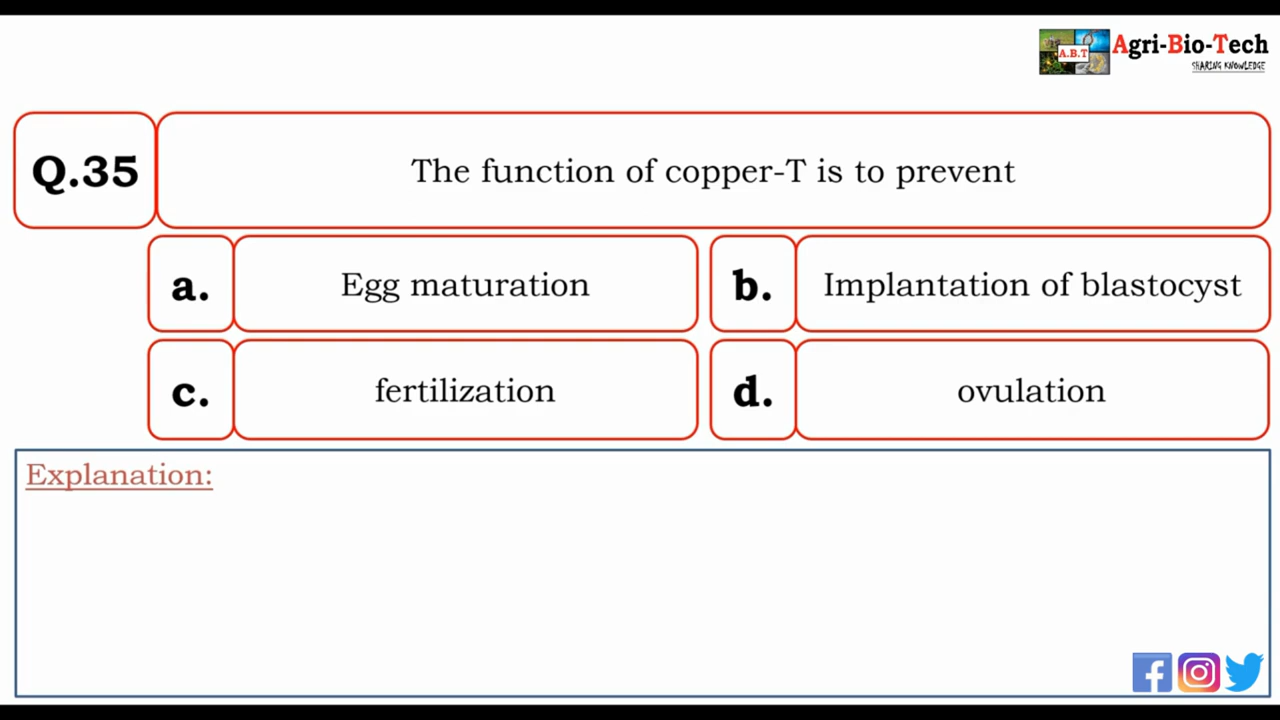 A.B.T
Agri-Bio-Tech
SHARING KNOWLEDGE
Q.35
The function of copper-T is to prevent
a.
Egg maturation
b.
Implantation of blastocyst
c.
fertilization
d.
ovulation
Explanation: